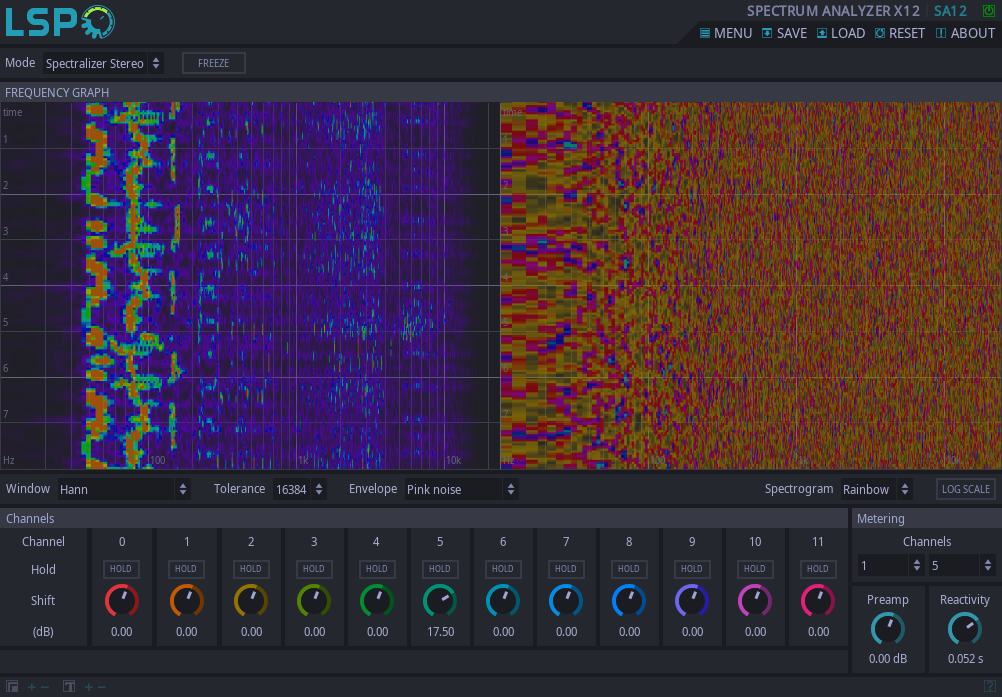 LSP
SPECTRUM ANALYZER X12 SA12
MENU SAVE LOAD RESET ABOUT
Mode Spectralizer Stereo FREEZE
FREQUENCY GRAPH
time time
1
2
3
4
5
6
7
Hz 100 1k 10k Hz 100 1k
Window Hann Tolerance 16384 Envelope Pink noise Spectrogram Rainbow LOG SCALE
Channels Metering
Channel 0 1 2 3 4 5 6 7 8 9 10 11 Channels
Hold HOLD HOLD HOLD HOLD HOLD HOLD HOLD HOLD HOLD HOLD HOLD HOLD 1 5
Shift Preamp Reactivity
(dB) 0.00 0.00 0.00 0.00 0.00 17.50 0.00 0.00 0.00 0.00 0.00 0.00
0.00 dB 0.052 s